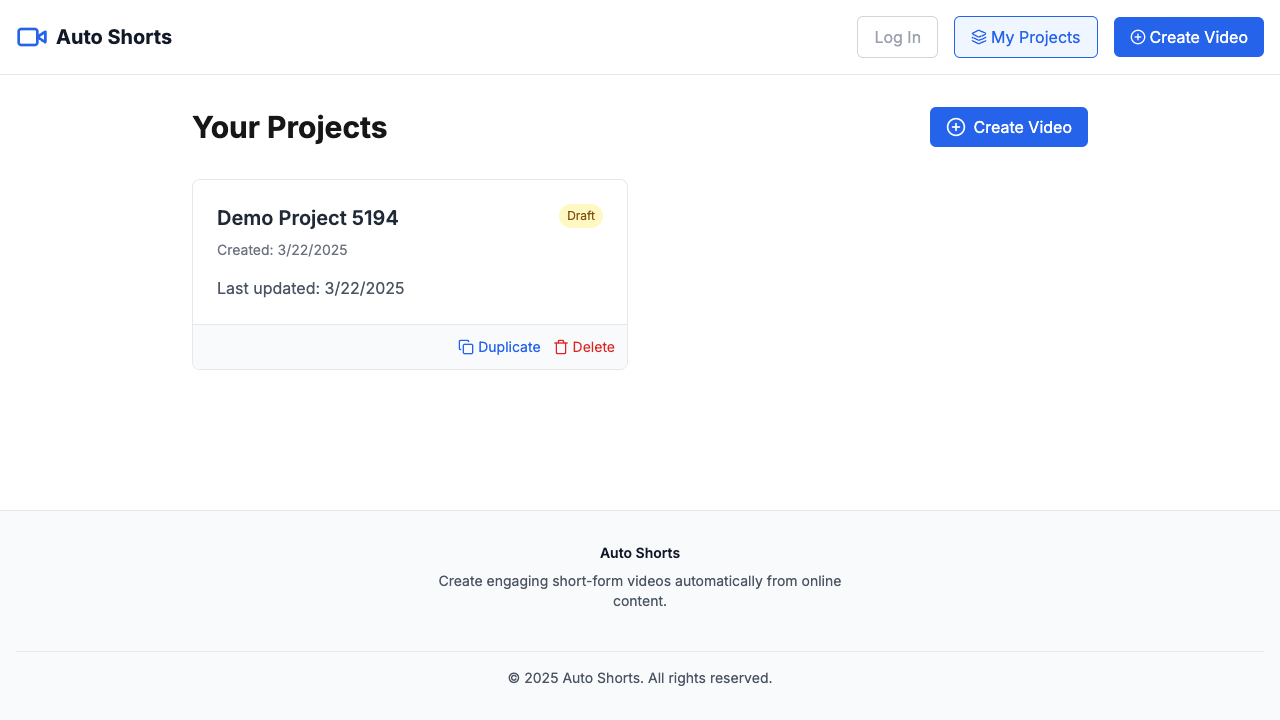 Auto Shorts
Log In
My Projects
Create Video
Your Projects
Create Video
Demo Project 5194
Draft
Created: 3/22/2025
Last updated: 3/22/2025
Duplicate
Delete
Auto Shorts
Create engaging short-form videos automatically from online
content.
© 2025 Auto Shorts. All rights reserved.